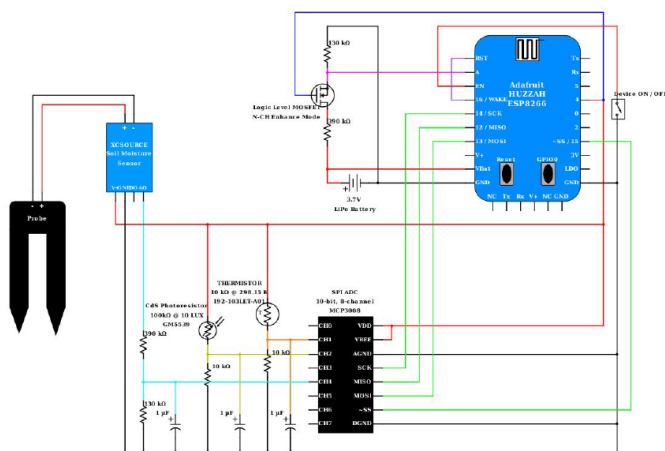 130 kΩ
Logic Level MOSFET
N-CH Enhance Mode
390 kΩ
3.7V
LiPo Battery
+
Adafruit
HUZZAH
ESP8266
RST
A
EN
16 / WAKE
14 / SCK
12 / MISO
13 / MOSI
V+
VBat
GND
Tx
Rx
5
4
0
2
~SS / 15
3V
LDO
GND
Reset
GPIO0
NC Tx Rx V+ NC GND
Device ON / OFF
+ -
XCSOURCE
Soil Moisture
Sensor
- +
Probe
THERMISTOR
10 kΩ @ 298.15 K
192-103LET-A01
CdS Photoresistor
100kΩ @ 10 LUX
GM5539
390 kΩ
130 kΩ
10 kΩ
10 kΩ
1 µF
1 µF
1 µF
+
+
+
SPI ADC
10-bit, 8-channel
MCP3008
CH0
CH1
CH2
CH3
CH4
CH5
CH6
CH7
VDD
VREF
AGND
SCK
MISO
MOSI
~SS
DGND